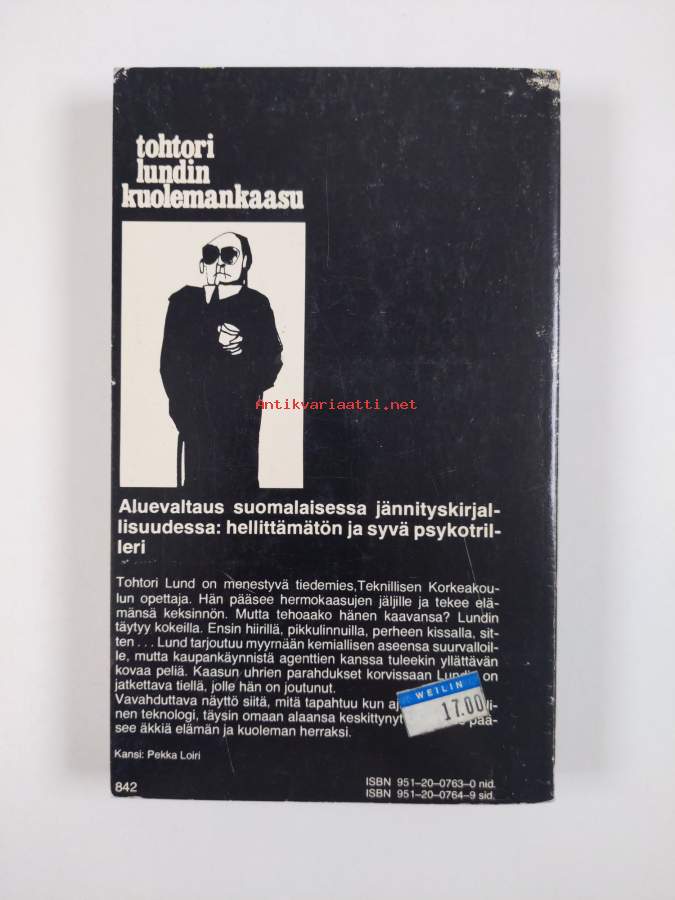 tohtori
lundin
kuolemankaasu
Antikvariaatti.net
Aluevaltaus suomalaisessa jännityskirjal-
lisuudessa: hellittämätön ja syvä psykotril-
leri
Tohtori Lund on menestyvä tiedemies, Teknillisen Korkeakou-
lun opettaja. Hän pääsee hermokaasujen jäljille ja tekee elä-
mänsä keksinnön. Mutta tehoaako hänen kaavansa? Lundin
täytyy kokeilla. Ensin hiirillä, pikkulinnuilla, perheen kissalla, sit-
ten . . . Lund tarjoutuu myymään kemiallisen aseensa suurvalloil-
le, mutta kaupankäynnistä agenttien kanssa tuleekin yllättävän
kovaa peliä. Kaasun uhrien parahdukset korvissaan on
jatkettava tiellä, jolle hän on joutunut.
Vavahduttava näyttö siitä, mitä tapahtuu kun
nen teknologi, täysin omaan alaansa keskittynyt pää-
see äkkiä elämän ja kuoleman herraksi.
WEILIN
17.00
Kansi: Pekka Loiri
842
ISBN 951–20–0763–0 nid.
ISBN 951–20–0764–9 sid.